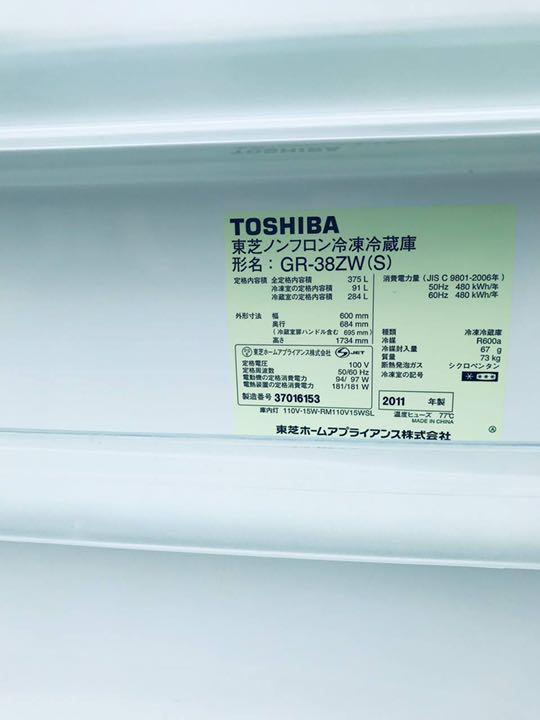 TOSHIBA
東芝ノンフロン冷凍冷蔵庫
形名：GR-38ZW(S)
定格内容積 全定格内容積 375 L
冷凍室の定格内容積 91 L
冷蔵室の定格内容積 284 L
外形寸法 幅 600 mm
奥行 684 mm
(冷蔵室扉ハンドル含む 695 mm)
高さ 1734 mm
東芝ホームアプライアンス株式会社 JET
定格電圧 100 V
定格周波数 50/60 Hz
電動機の定格消費電力 94/ 97 W
電熱装置の定格消費電力 181/181 W
製造番号 37016153
庫内灯 110V-15W-RM110V15WSL
消費電力量 (JIS C 9801-2006年)
50Hz 480 kWh/年
60Hz 480 kWh/年
種類 冷凍冷蔵庫
冷媒 R600a
冷媒封入量 67 g
質量 73 kg
断熱発泡ガス シクロペンタン
冷凍室の記号
2011 年製
温度ヒューズ 77℃
MADE IN CHINA
東芝ホームアプライアンス株式会社 Ⓐ